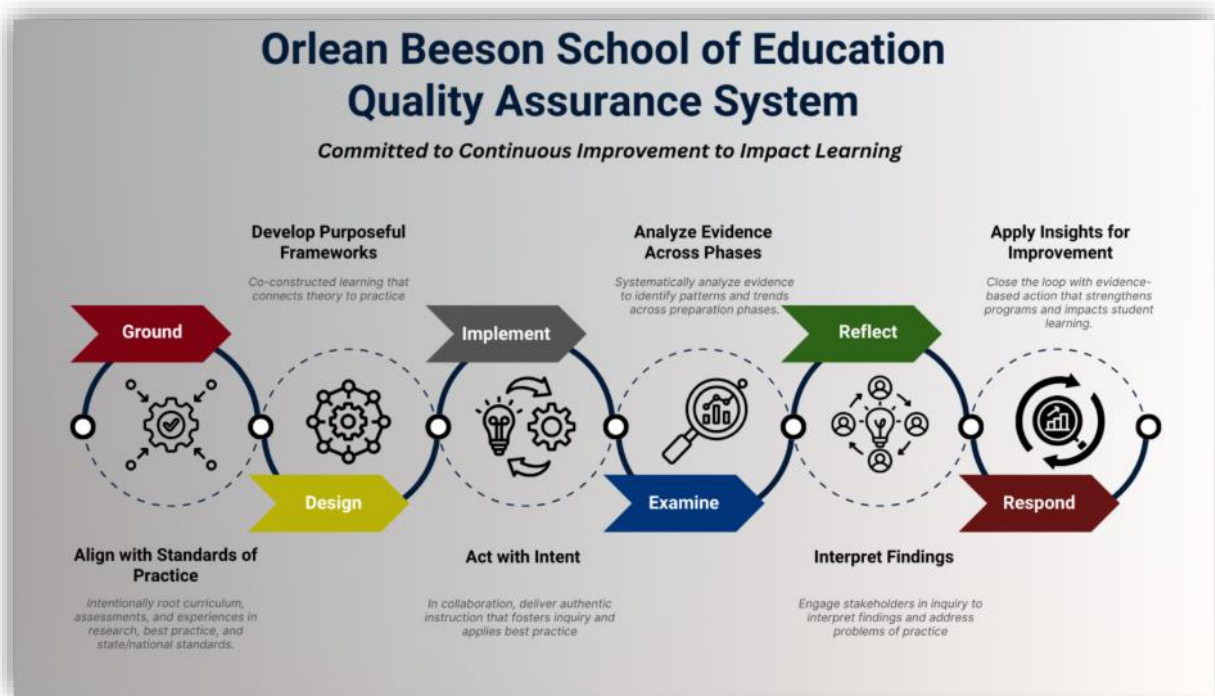 Orlean Beeson School of Education
Quality Assurance System
Committed to Continuous Improvement to Impact Learning
Ground
Align with Standards of
Practice
Intentionally root curriculum,
assessments, and experiences in
research, best practice, and
state/national standards.
Develop Purposeful
Frameworks
Co-constructed learning that
connects theory to practice
Design
Implement
Act with Intent
In collaboration, deliver authentic
instruction that fosters inquiry and
applies best practice
Analyze Evidence
Across Phases
Systematically analyze evidence
to identify patterns and trends
across preparation phases.
Examine
Reflect
Interpret Findings
Engage stakeholders in inquiry to
interpret findings and address
problems of practice
Apply Insights for
Improvement
Close the loop with evidence-
based action that strengthens
programs and impacts student
learning.
Respond